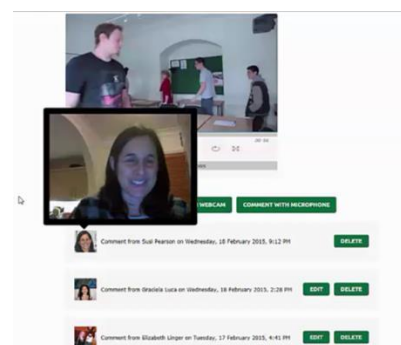 WEBCAM
COMMENT WITH MICROPHONE
Comment from Susi Pearson on Wednesday, 18 February 2015, 9:12 PM
DELETE
Comment from Graciela Luca on Wednesday, 18 February 2015, 2:28 PM
EDIT
DELETE
Comment from Elizabeth Linger on Tuesday, 17 February 2015, 4:41 PM
EDIT
DELETE